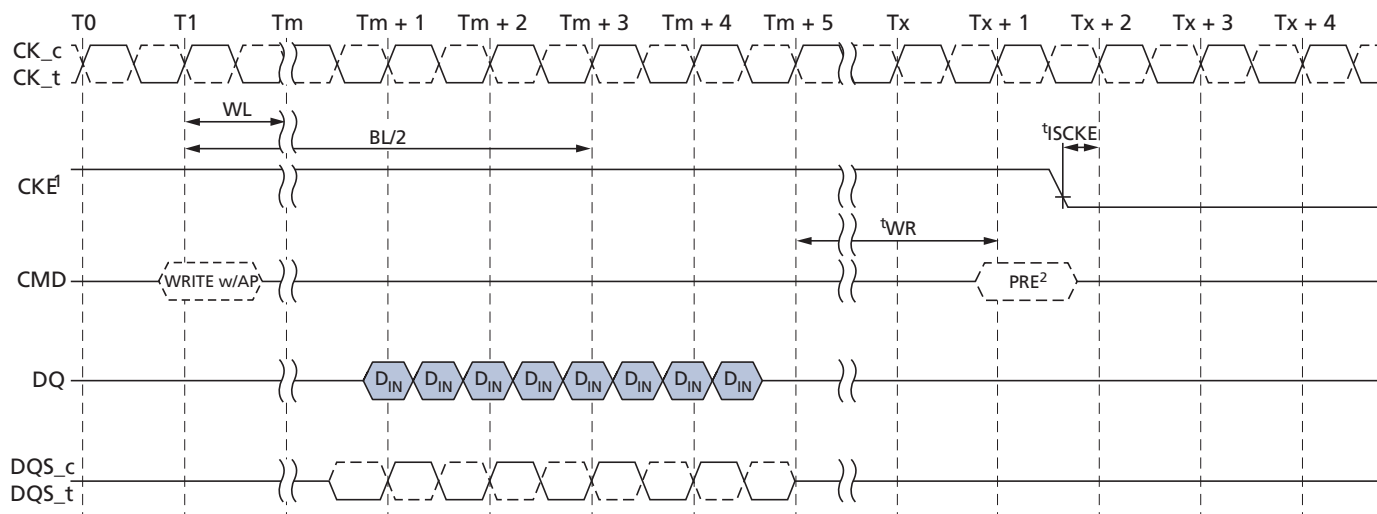 T0 T1 Tm Tm + 1 Tm + 2 Tm + 3 Tm + 4 Tm + 5 Tx Tx + 1 Tx + 2 Tx + 3 Tx + 4
CK_c
CK_t
WL
BL/2
tISCKE
CKE1
tWR
CMD WRITE w/AP PRE2
DQ DIN DIN DIN DIN DIN DIN DIN DIN
DQS_c
DQS_t